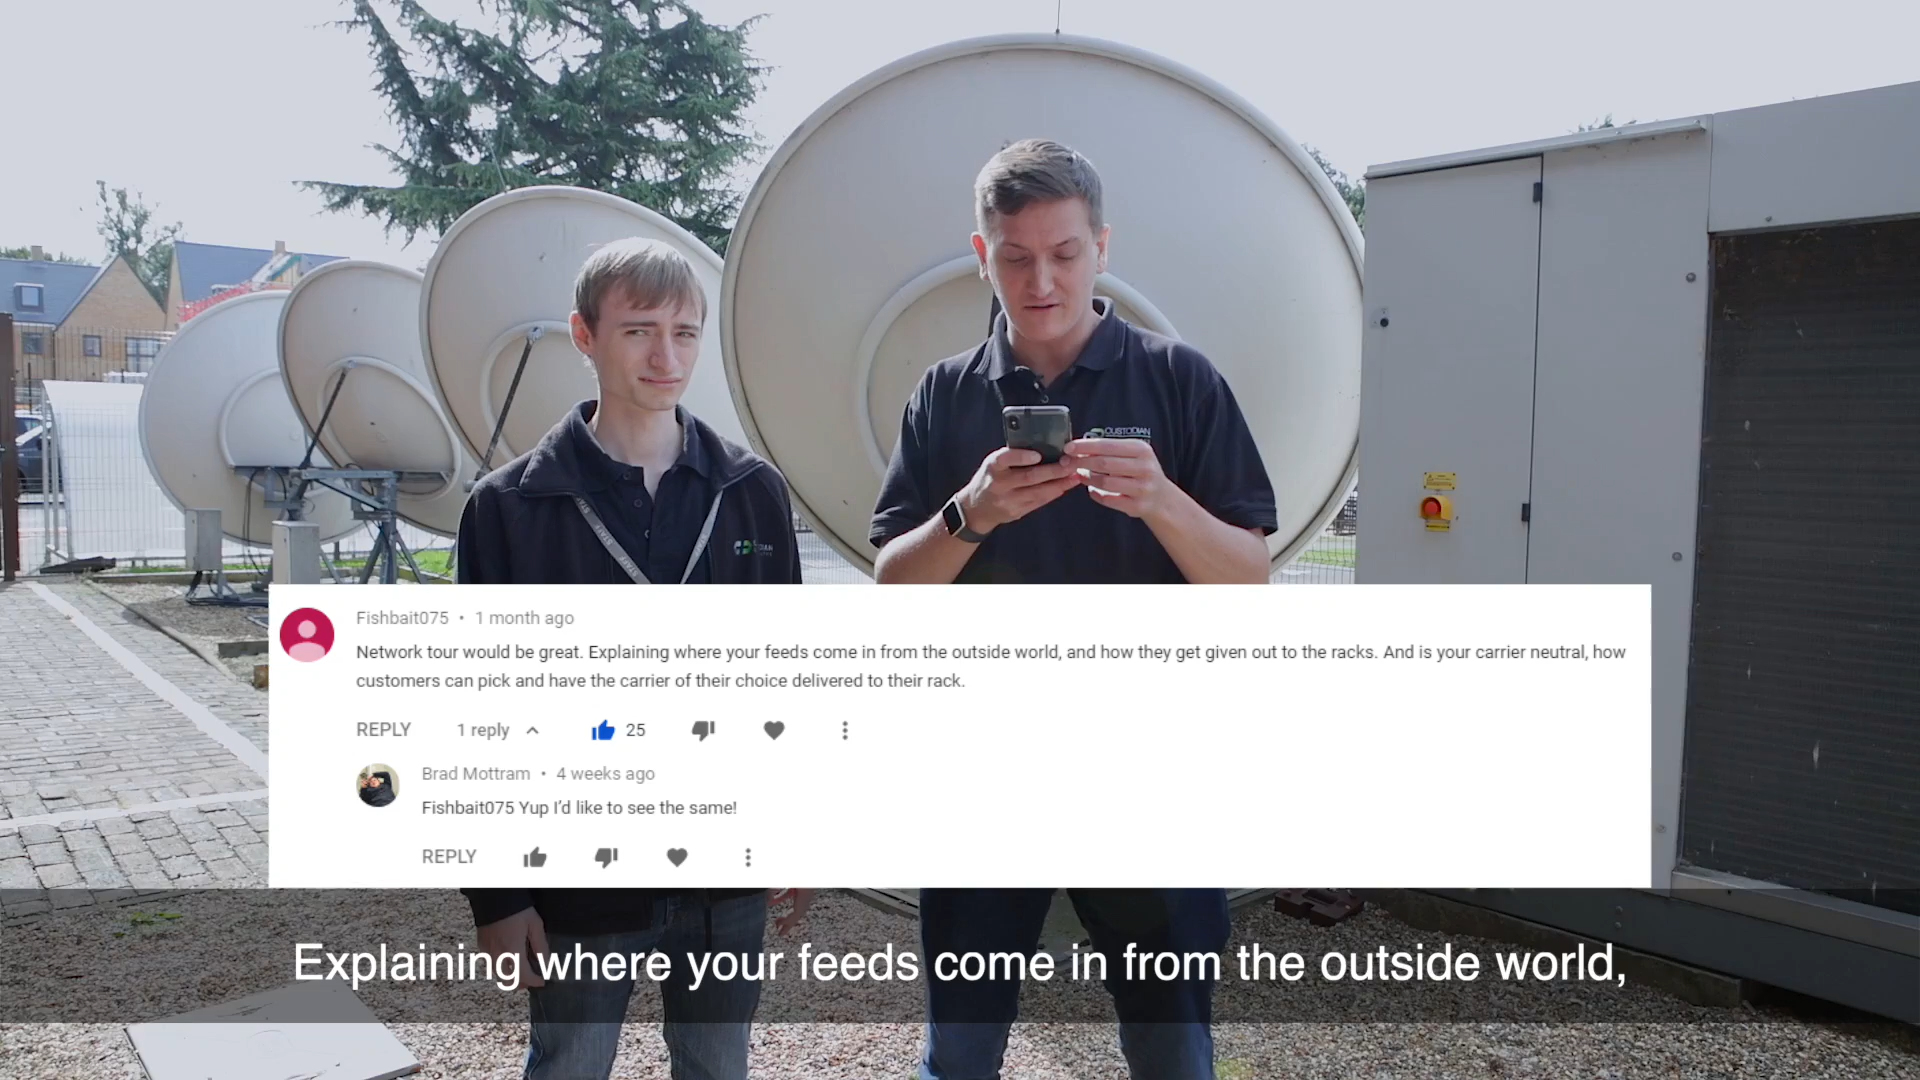 CUSTODIAN
Fishbait075 • 1 month ago
Network tour would be great. Explaining where your feeds come in from the outside world, and how they get given out to the racks. And is your carrier neutral, how
customers can pick and have the carrier of their choice delivered to their rack.
REPLY 1 reply 25
Brad Mottram • 4 weeks ago
Fishbait075 Yup I'd like to see the same!
REPLY
Explaining where your feeds come in from the outside world,